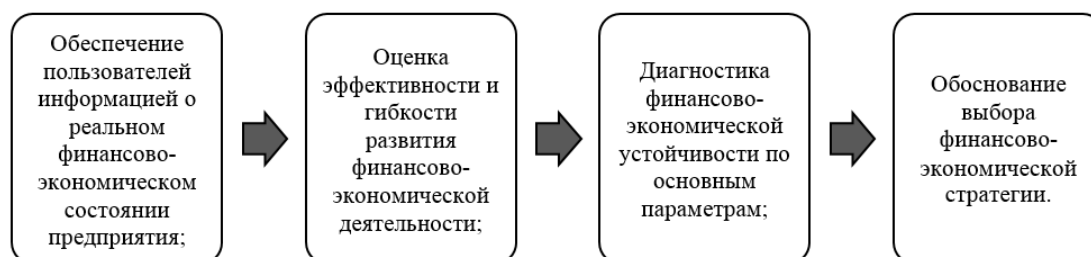 Обеспечение
пользователей
информацией о
реальном
финансово-
экономическом
состоянии
предприятия;
Оценка
эффективности и
гибкости
развития
финансово-
экономической
деятельности;
Диагностика
финансово-
экономической
устойчивости по
основным
параметрам;
Обоснование
выбора
финансово-
экономической
стратегии.